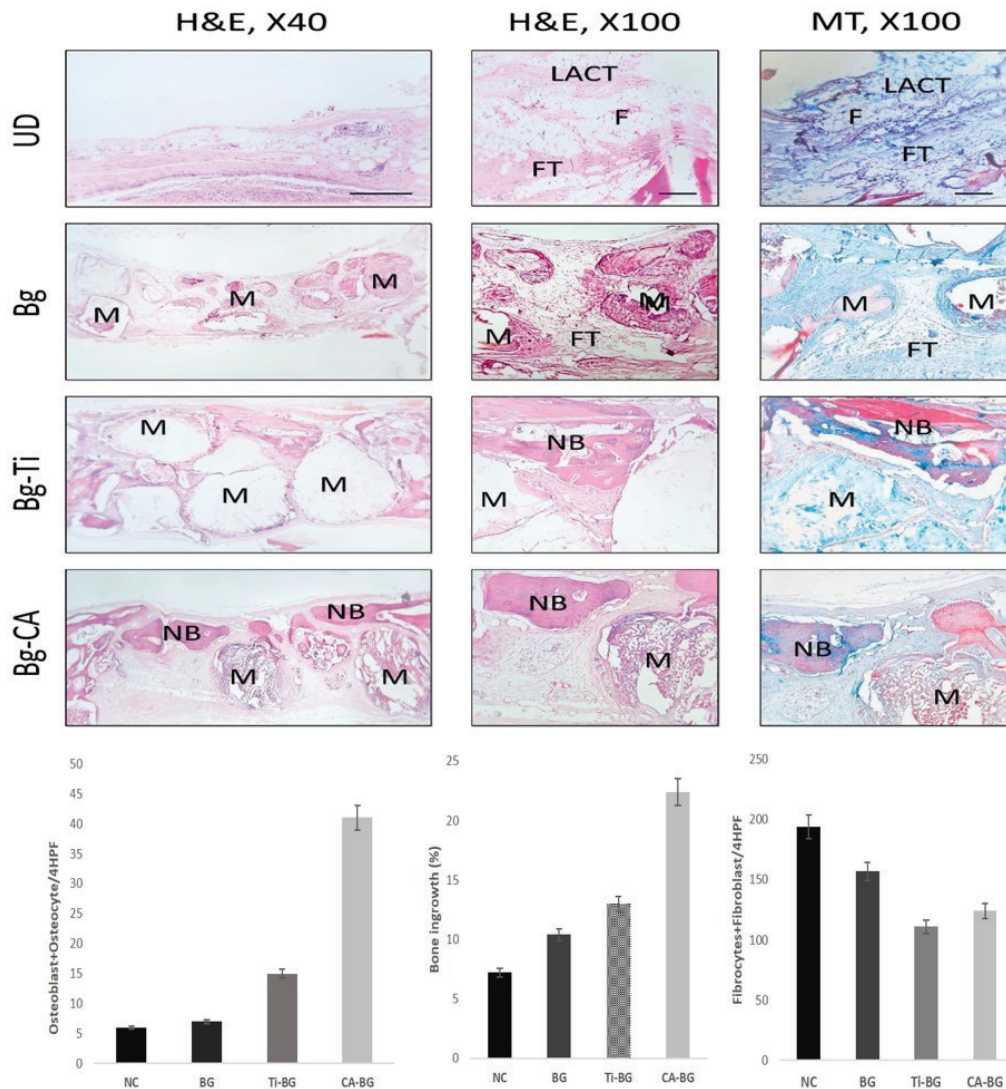 H&E, X40 H&E, X100 MT, X100
UD
LACT
F
FT
LACT
F
FT
Bg
M
M
M
M
M
M
FT
M
M
FT
Bg-Ti
M
M
M
NB
M
NB
M
Bg-CA
NB
NB
M
M
NB
M
NB
M
Osteoblast+Osteocyte/4HPF
50
45
40
35
30
25
20
15
10
5
0
NC BG Ti-BG CA-BG
Bone ingrowth (%)
25
20
15
10
5
0
NC BG Ti-BG CA-BG
Fibrocytes+Fibroblast/4HPF
250
200
150
100
50
0
NC BG Ti-BG CA-BG